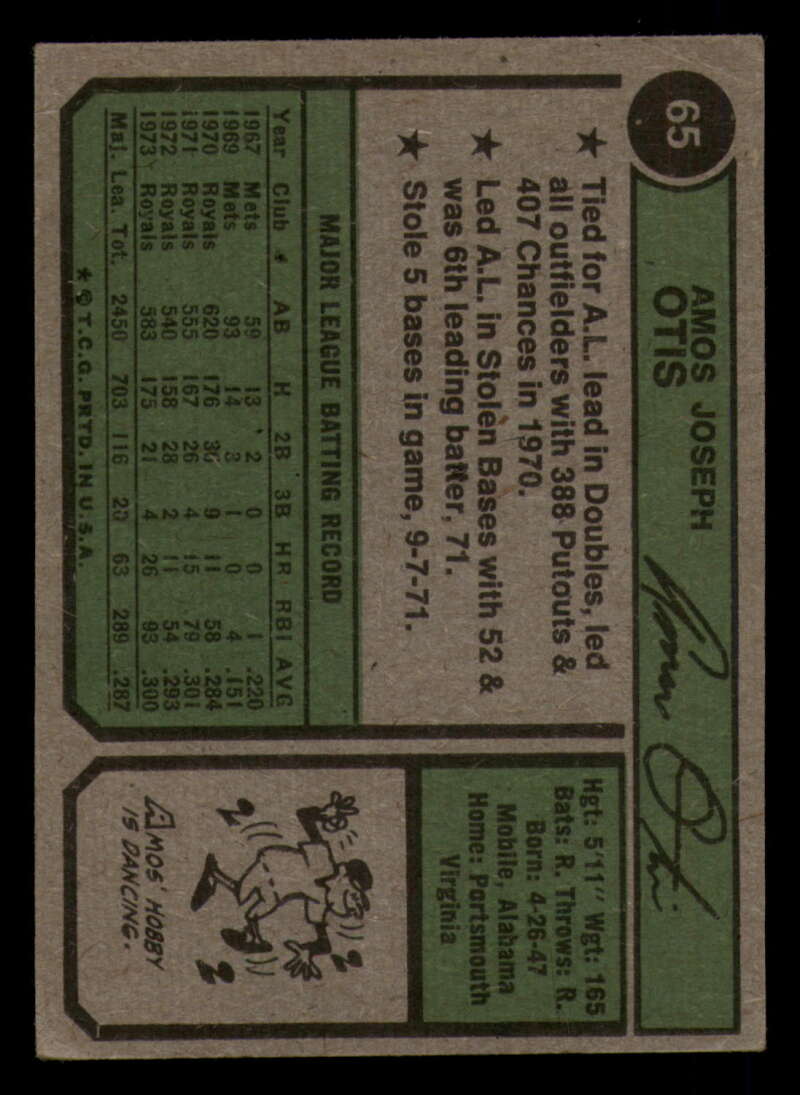 65
AMOS JOSEPH
OTIS
Amos Otis
★ Tied for A.L. lead in Doubles, led
all outfielders with 388 Putouts &
407 Chances in 1970.
★ Led A.L. in Stolen Bases with 52 &
was 6th leading batter, 71.
★ Stole 5 bases in game, 9-7-71.
MAJOR LEAGUE BATTING RECORD
Year Club AB H 2B 3B HR RBI AVG
1967 Mets 59 13 2 0 0 1 .220
1969 Mets 93 14 3 1 0 4 .151
1970 Royals 620 176 36 9 11 58 .284
1971 Royals 555 167 26 4 15 79 .301
1972 Royals 540 158 28 2 11 54 .293
1973 Royals 583 175 21 4 26 93 .300
Maj. Lea. Tot. 2450 703 116 20 63 289 .287
★ © T.C.G. PRTD. IN U.S.A.
Hgt: 5'11" Wgt: 165
Bats: R. Throws: R.
Born: 4-26-47
Mobile, Alabama
Home: Portsmouth
Virginia
AMOS' HOBBY
IS DANCING.